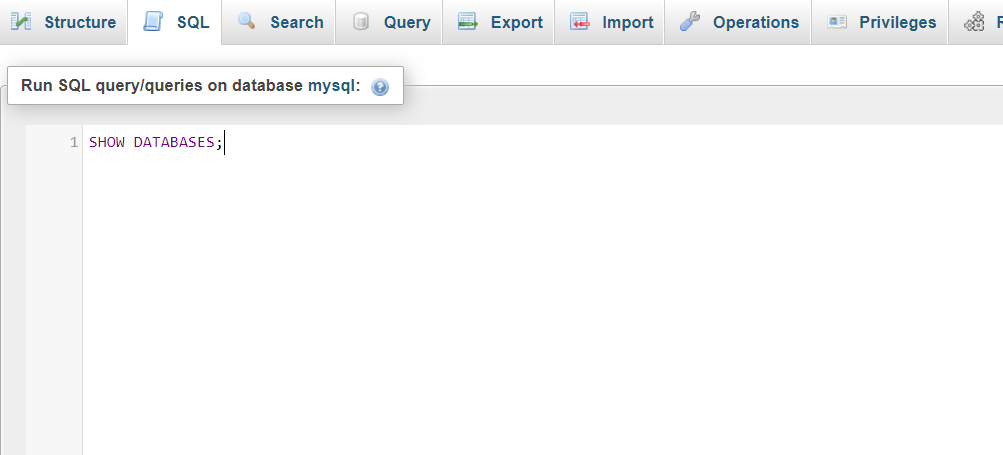 Structure SQL Search Query Export Import Operations Privileges
Run SQL query/queries on database mysql:
1 SHOW DATABASES;